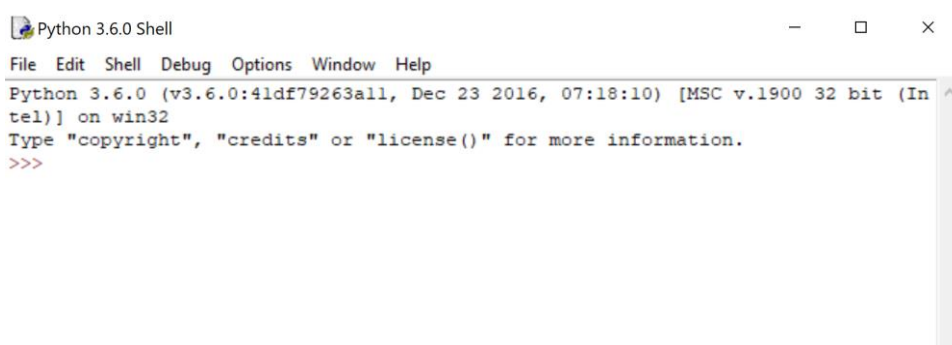 Python 3.6.0 Shell
File Edit Shell Debug Options Window Help
Python 3.6.0 (v3.6.0:41df79263a11, Dec 23 2016, 07:18:10) [MSC v.1900 32 bit (In
tel)] on win32
Type "copyright", "credits" or "license()" for more information.
>>>